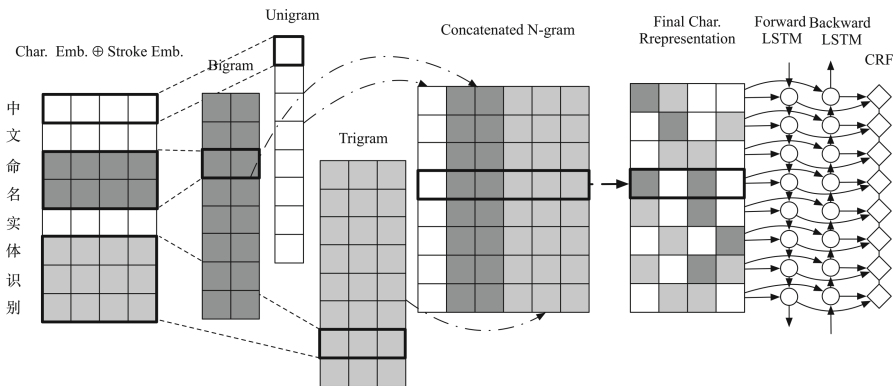 Char. Emb. ⊕ Stroke Emb.
Unigram
Bigram
Trigram
Concatenated N-gram
Final Char.
Rrepresentation
Forward
LSTM
Backward
LSTM
CRF
中
文
命
名
实
体
识
别